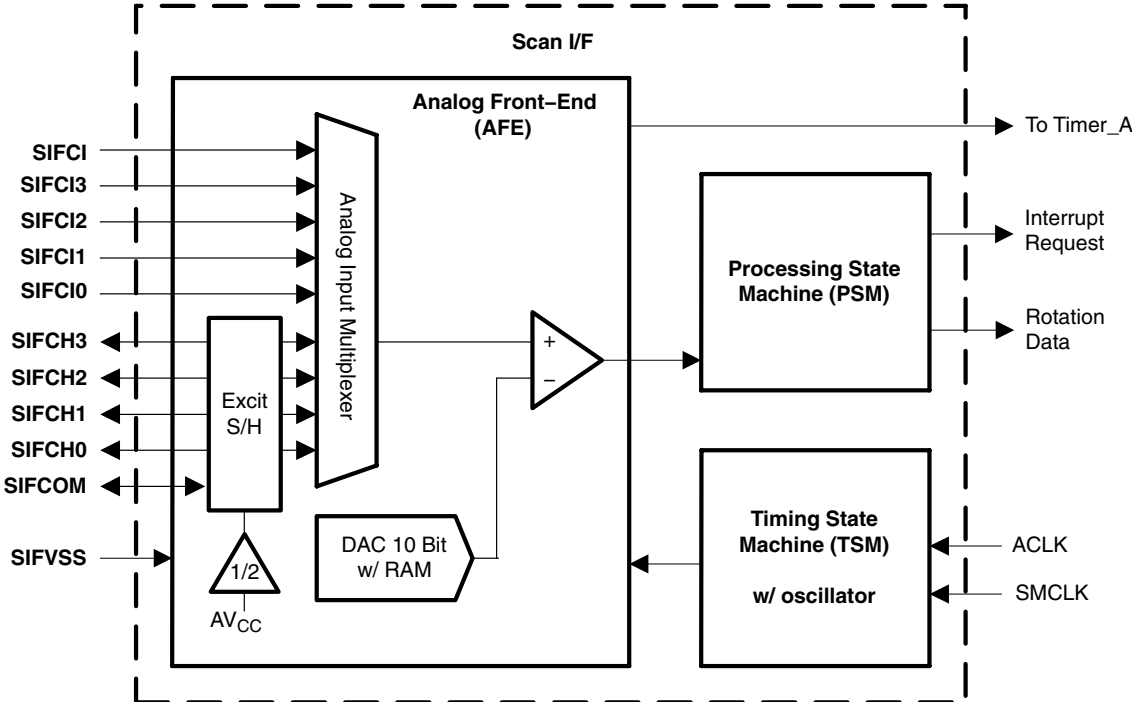 Scan I/F
Analog Front−End
(AFE)
To Timer_A
SIFCI
SIFCI3
SIFCI2
SIFCI1
SIFCI0
SIFCH3
SIFCH2
SIFCH1
SIFCH0
SIFCOM
SIFVSS
Analog Input Multiplexer
Excit
S/H
1/2
AVCC
+
−
DAC 10 Bit
w/ RAM
Processing State
Machine (PSM)
Interrupt
Request
Rotation
Data
Timing State
Machine (TSM)
w/ oscillator
ACLK
SMCLK